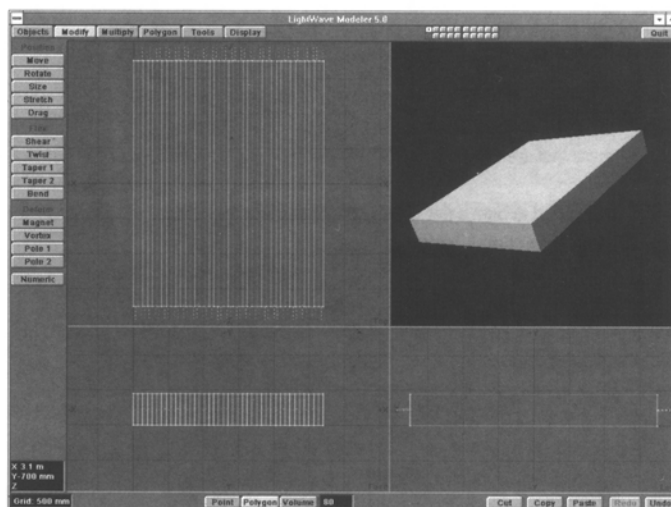 LightWave Modeler 5.0
Objects Modify Multiply Polygon Tools Display Quit
Move
Rotate
Size
Stretch
Drag
Shear
Twist
Taper 1
Taper 2
Bend
Magnet
Vortex
Pole 1
Pole 2
Numeric
X 3.1 m
Y-700 mm
Z
Grid: 500 mm Point Polygon Volume 60 Cut Copy Paste Redo Undo